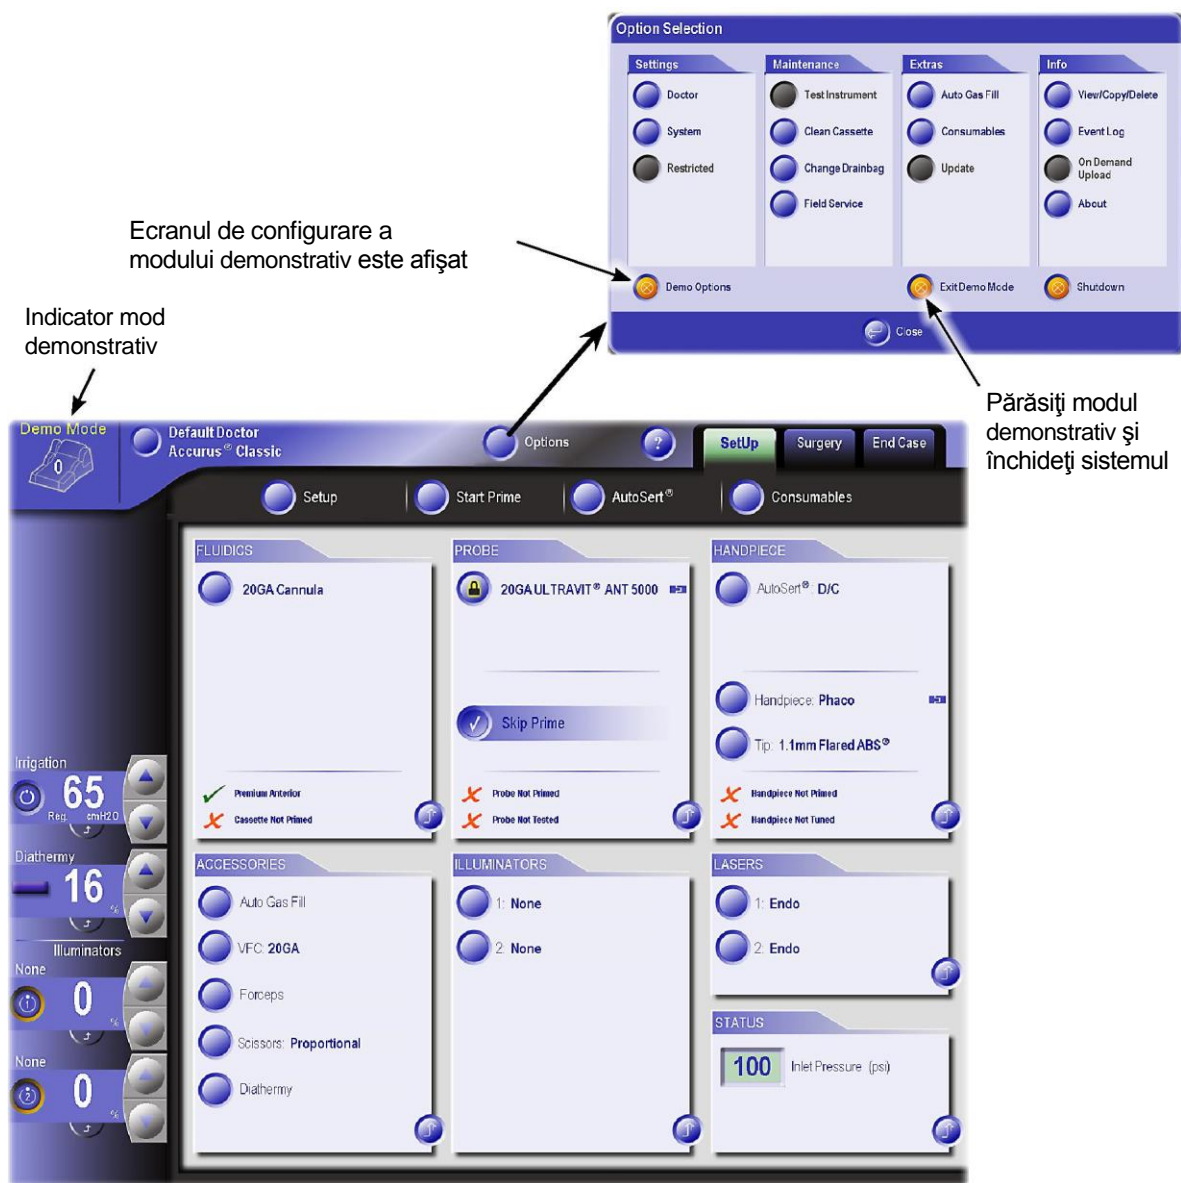 Option Selection
Settings
Doctor
System
Restricted
Maintenance
Test Instrument
Clean Cassette
Change Drainbag
Field Service
Extras
Auto Gas Fill
Consumables
Update
Info
View/Copy/Delete
Event Log
On Demand
Upload
About
Demo Options
Exit Demo Mode
Shutdown
Close
Ecranul de configurare a
modului demonstrativ este afişat
Indicator mod
demonstrativ
Părăsiţi modul
demonstrativ şi
închideţi sistemul
Demo Mode
0
Default Doctor
Accurus® Classic
Options
?
SetUp
Surgery
End Case
Setup
Start Prime
AutoSert®
Consumables
FLUIDICS
20GA Cannula
Premium Anterior
Cassette Not Primed
PROBE
20GA ULTRAVIT® ANT 5000
Skip Prime
Probe Not Primed
Probe Not Tested
HANDPIECE
AutoSert®: D/C
Handpiece: Phaco
Tip: 1.1mm Flared ABS®
Handpiece Not Primed
Handpiece Not Tuned
Irrigation
65
Reg. cmH2O
Diathermy
16
%
Illuminators
None
1
0
%
None
2
0
%
ACCESSORIES
Auto Gas Fill
VFC: 20GA
Forceps
Scissors: Proportional
Diathermy
ILLUMINATORS
1: None
2: None
LASERS
1: Endo
2: Endo
STATUS
100 Inlet Pressure (psi)